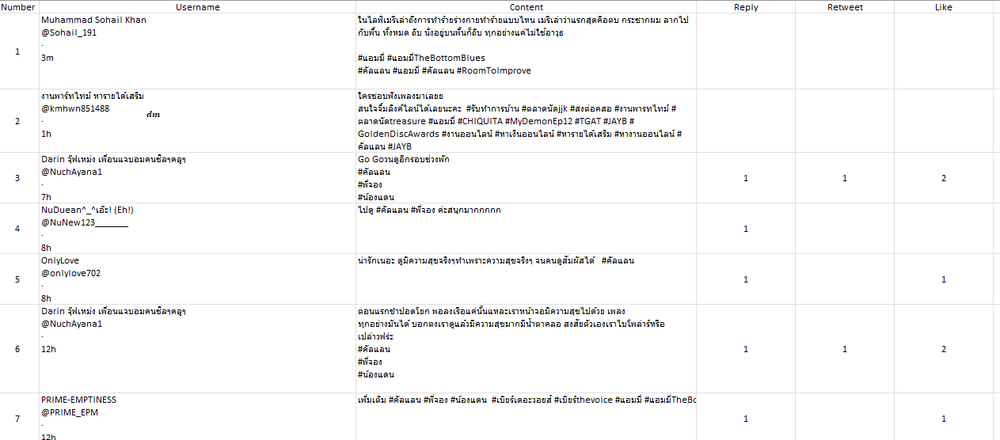 Number Username Content Reply Retweet Like
1
Muhammad Sohail Khan
@Sohail_191
·
3m
ในไลฟ์เมรีเล่าถึงการทำร้ายร่างกายทำร้ายแบบไหน เมรีเล่าว่าแรกสุดคือตบ กระชากผม ลากไป
กับพื้น ทั้งหมด ถีบ นั่งอยู่บนพื้นก็ถีบ ทุกอย่างแค่ไม่ใช้อาวุธ
#แอมมี่ #แอมมี่TheBottomBlues
#คัลแลน #แอมมี่ #คัลแลน #RoomToImprove
2
งานพาร์ทไทม์ หารายได้เสริม
@kmhwn851488
dm
·
1h
ใครชอบฟังเพลงมาเลยย
สนใจจิ้มลิงค์ไลน์ได้เลยนะคะ #รับทําการบ้าน #ตลาดนัดjjk #ส่งต่อคสอ #งานพารทไทม์ #
ตลาดนัดtreasure #แอมมี่ #CHIQUITA #MyDemonEp12 #TGAT #JAYB #
GoldenDiscAwards #งานออนไลน์ #หาเงินออนไลน์ #หารายได้เสริม #หางานออนไลน์ #
คัลแลน #JAYB
3
Darin จุ๊ฟเหม่ง เพื่อนแจบอมคนชิลๆคลูๆ
@NuchAyana1
·
7h
Go Goวนดูอีกรอบช่วงพัก
#คัลแลน
#พี่จอง
#น้องแดน
1 1 2
4
NuDuean^_^เอ๊ะ! (Eh!)
@NuNew123_______
·
8h
ไปดู #คัลแลน #พี่จอง ค่ะสนุกมากกกกก
1
5
OnlyLove
@onlylove702
·
8h
น่ารักเนอะ ดูมีความสุขจริงๆทำเพราะความสุขจริงๆ จนคนดูสัมผัสได้ #คัลแลน
1 1
6
Darin จุ๊ฟเหม่ง เพื่อนแจบอมคนชิลๆคลูๆ
@NuchAyana1
·
12h
ตอนแรกขำปอดโยก พอลงเรือแค่นั้นแหละเราหน้าจอมีความสุขไปด้วย เพลง
ทุกอย่างมันได้ บอกตงเราดูแล้วมีความสุขมากมีน้ำตาคลอ สงสัยตัวเองเราไบโพล่าร์หรือ
เปล่าวฟร่ะ
#คัลแลน
#พี่จอง
#น้องแดน
1 1 2
7
PRIME-EMPTINESS
@PRIME_EPM
·
12h
เพิ่มเติม #คัลแลน #พี่จอง #น้องแดน #เบียร์เดอะวอยส์ #เบียร์thevoice #แอมมี่ #แอมมี่TheBo
1 1